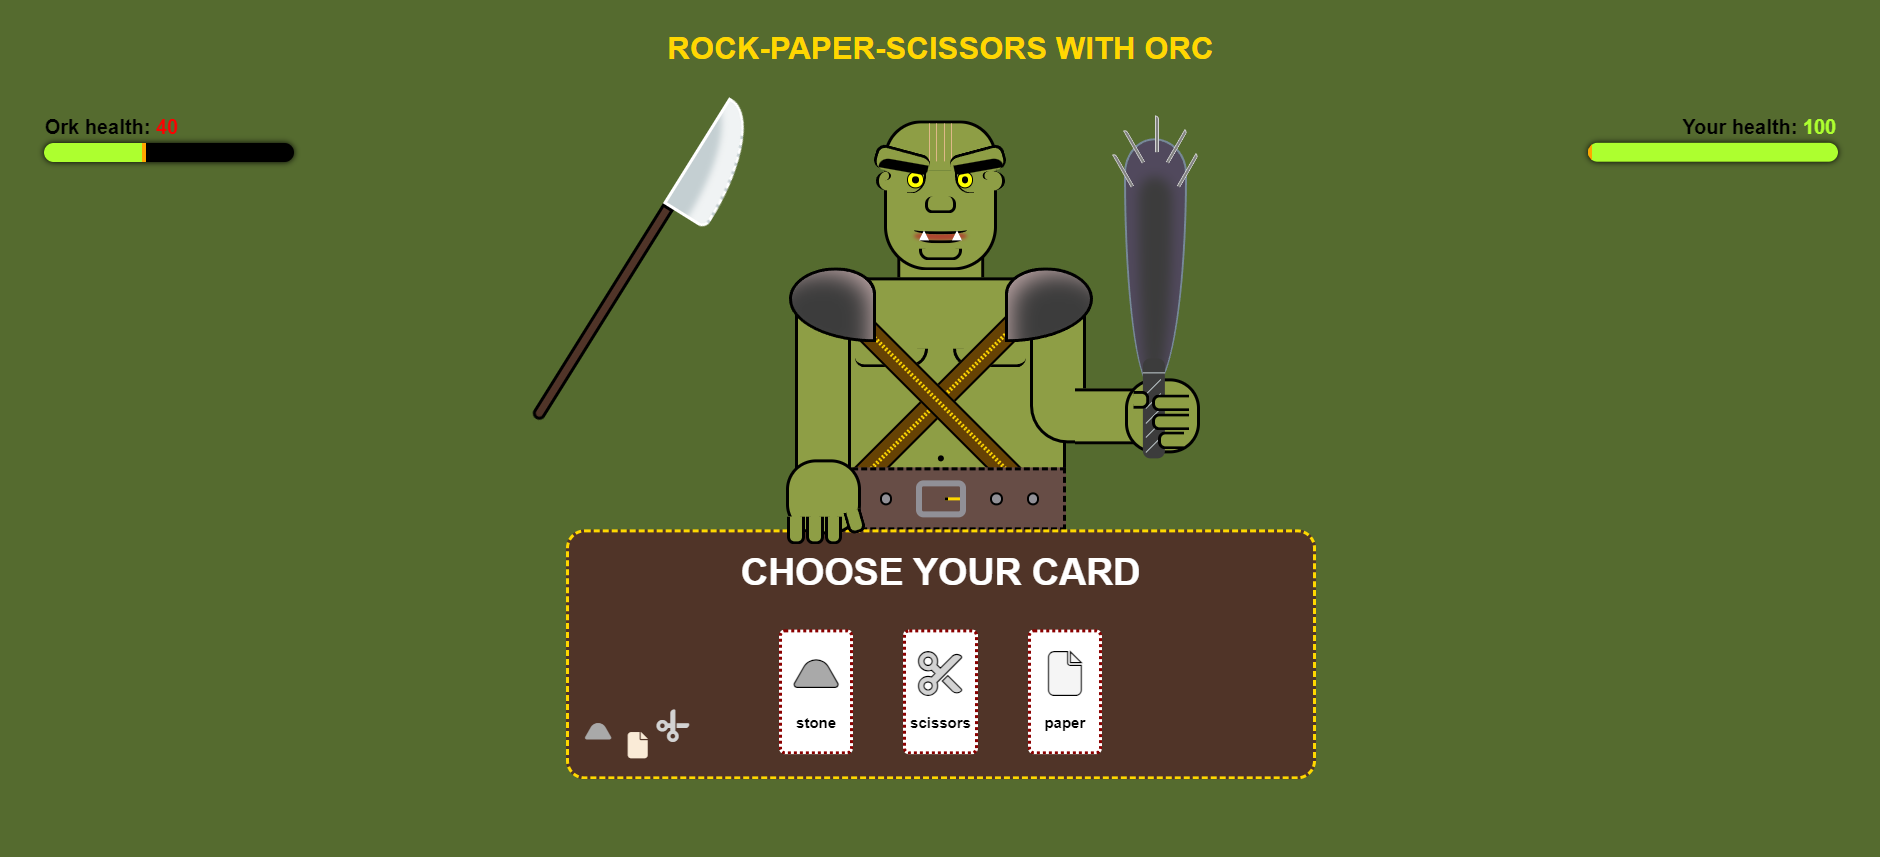 ROCK-PAPER-SCISSORS WITH ORC
Ork health: 40
Your health: 100
CHOOSE YOUR CARD
stone
scissors
paper